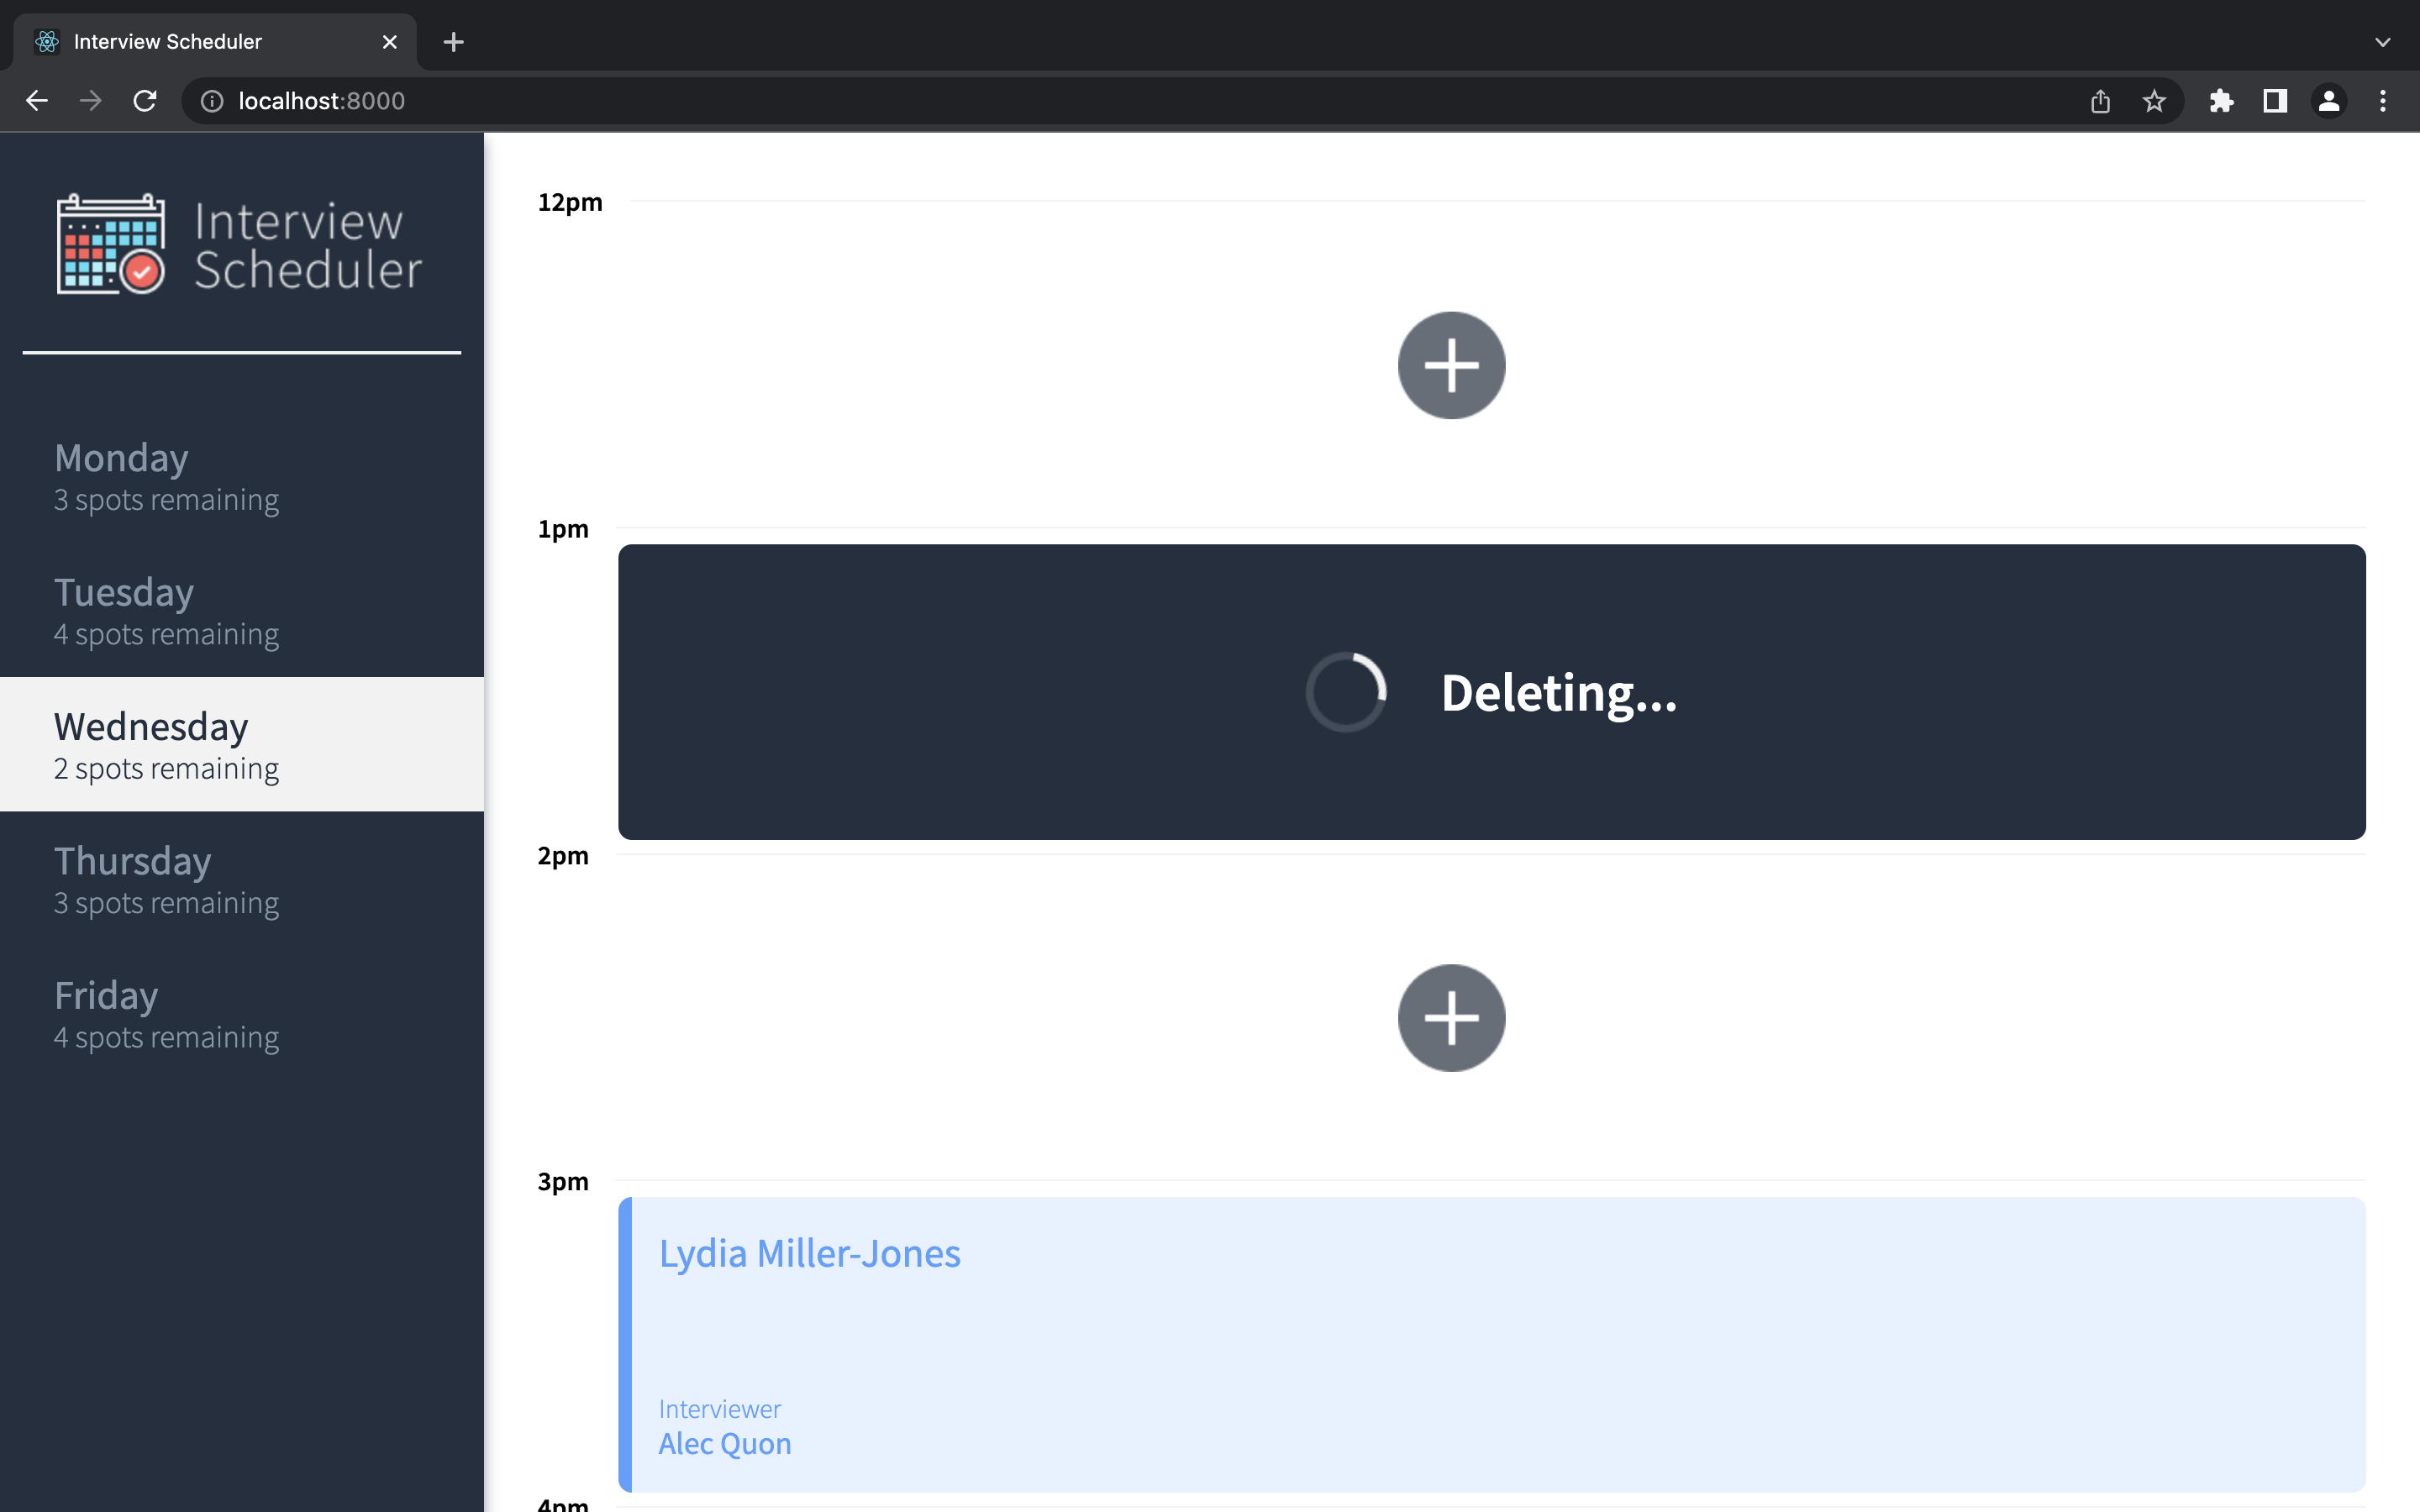 Interview Scheduler
localhost:8000
Interview
Scheduler
Monday
3 spots remaining
Tuesday
4 spots remaining
Wednesday
2 spots remaining
Thursday
3 spots remaining
Friday
4 spots remaining
12pm
1pm
Deleting...
2pm
3pm
Lydia Miller-Jones
Interviewer
Alec Quon
4pm